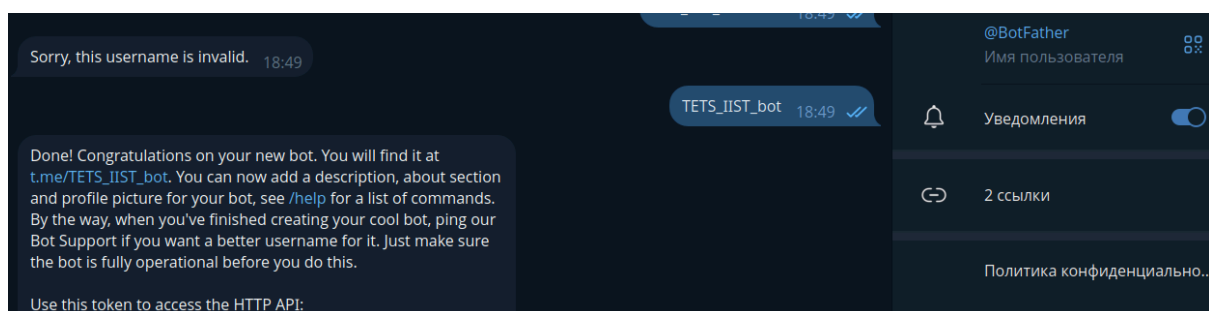 18:49
Sorry, this username is invalid. 18:49
TETS_IIST_bot 18:49
Done! Congratulations on your new bot. You will find it at
t.me/TETS_IIST_bot. You can now add a description, about section
and profile picture for your bot, see /help for a list of commands.
By the way, when you've finished creating your cool bot, ping our
Bot Support if you want a better username for it. Just make sure
the bot is fully operational before you do this.
Use this token to access the HTTP API:
@BotFather
Имя пользователя
Уведомления
2 ссылки
Политика конфиденциально..